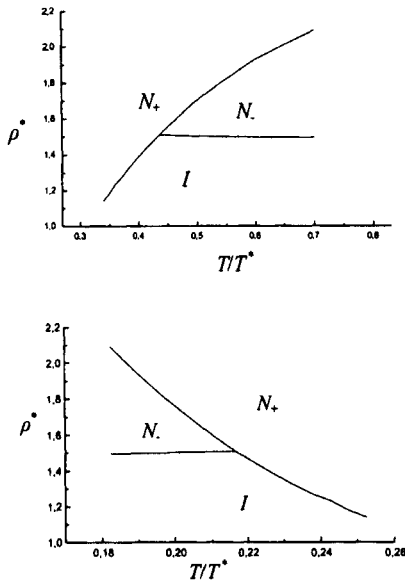 2,2
2,0
N₊
1,8
N₋
ρ*
1,6
1,4
I
1,2
1,0
0.3 0,4 0,5 0,6 0.7 0,8
T/T*
2,2
2,0
1,8
N₊
ρ*
N₋
1,6
1,4
1,2
I
1,0
0,18 0,20 0,22 0,24 0,26
T/T*